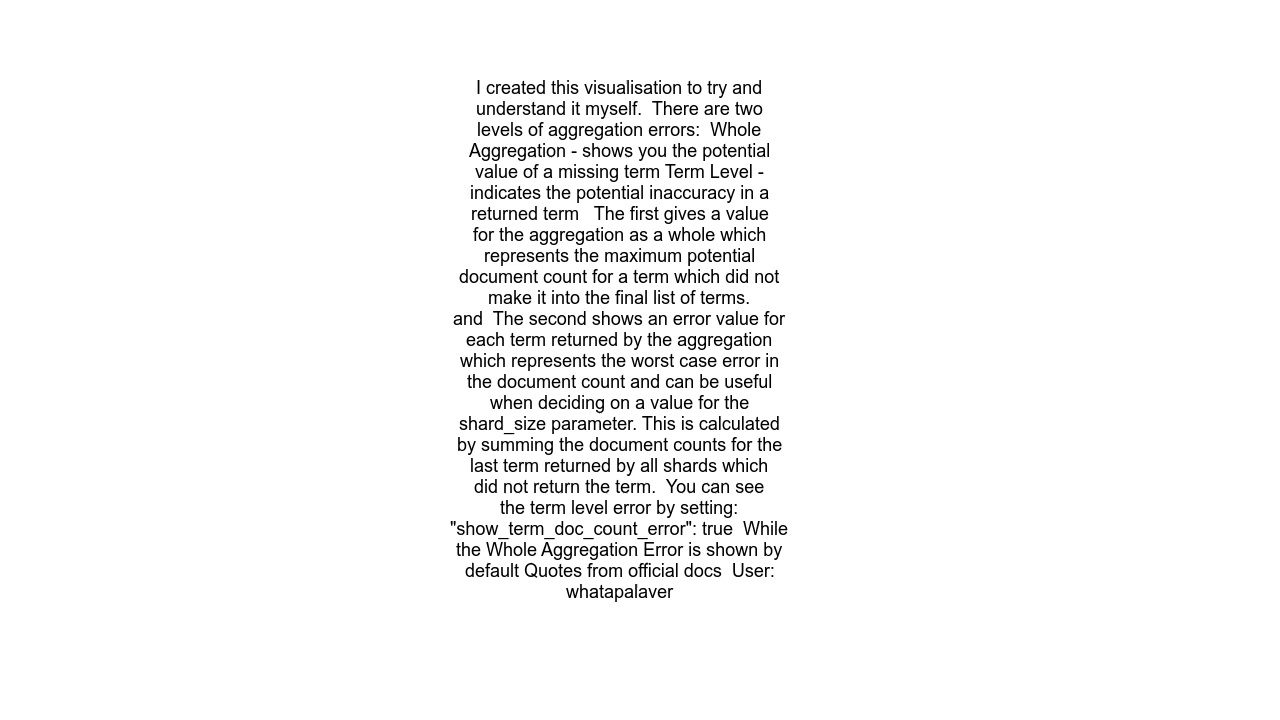 I created this visualisation to try and
understand it myself.  There are two
levels of aggregation errors:  Whole
Aggregation - shows you the potential
value of a missing term Term Level -
indicates the potential inaccuracy in a
returned term   The first gives a value
for the aggregation as a whole which
represents the maximum potential
document count for a term which did not
make it into the final list of terms.
and  The second shows an error value for
each term returned by the aggregation
which represents the worst case error in
the document count and can be useful
when deciding on a value for the
shard_size parameter. This is calculated
by summing the document counts for the
last term returned by all shards which
did not return the term.  You can see
the term level error by setting:
"show_term_doc_count_error": true  While
the Whole Aggregation Error is shown by
default Quotes from official docs  User:
whatapalaver